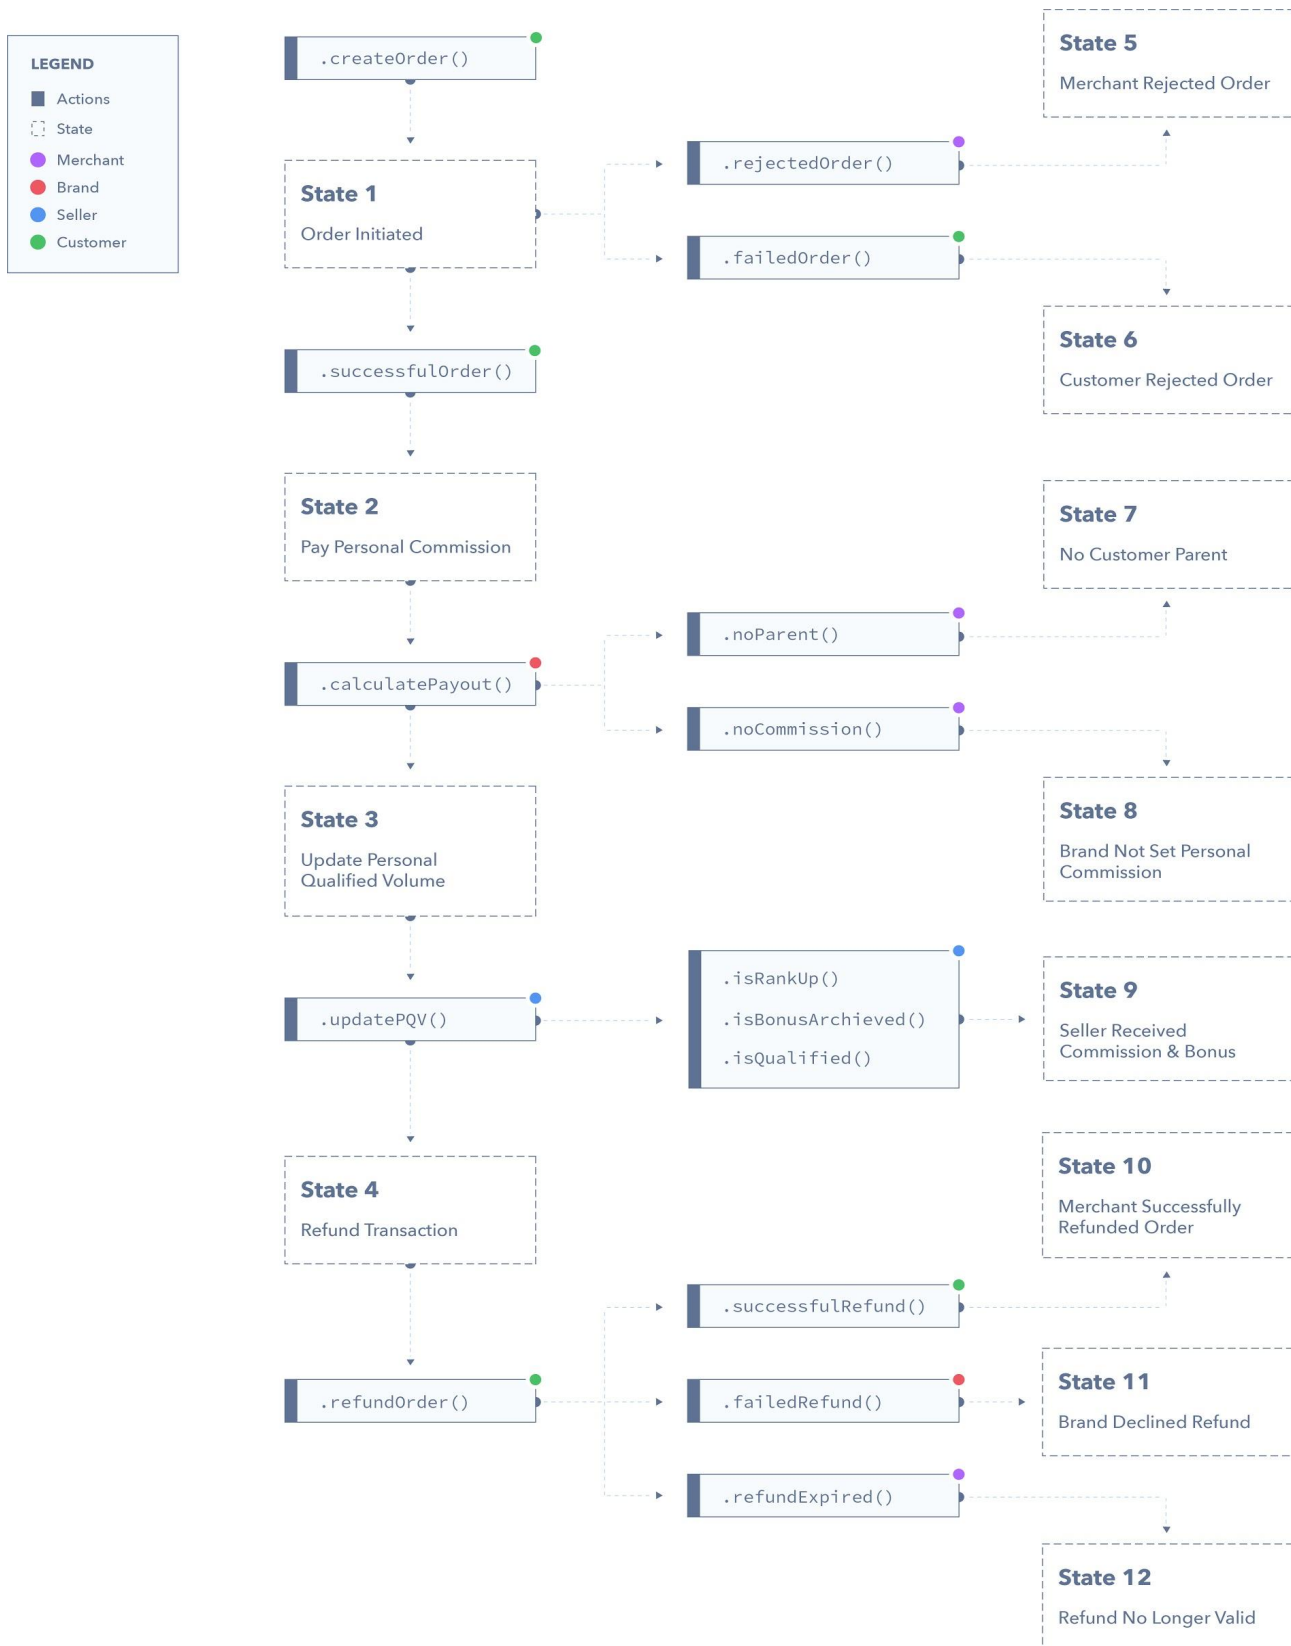 LEGEND
Actions
State
Merchant
Brand
Seller
Customer
.createOrder()
State 1
Order Initiated
.rejectedOrder()
State 5
Merchant Rejected Order
.failedOrder()
State 6
Customer Rejected Order
.successfulOrder()
State 2
Pay Personal Commission
.calculatePayout()
.noParent()
State 7
No Customer Parent
.noCommission()
State 8
Brand Not Set Personal
Commission
State 3
Update Personal
Qualified Volume
.updatePQV()
.isRankUp()
.isBonusArchieved()
.isQualified()
State 9
Seller Received
Commission & Bonus
State 4
Refund Transaction
.refundOrder()
.successfulRefund()
State 10
Merchant Successfully
Refunded Order
.failedRefund()
State 11
Brand Declined Refund
.refundExpired()
State 12
Refund No Longer Valid